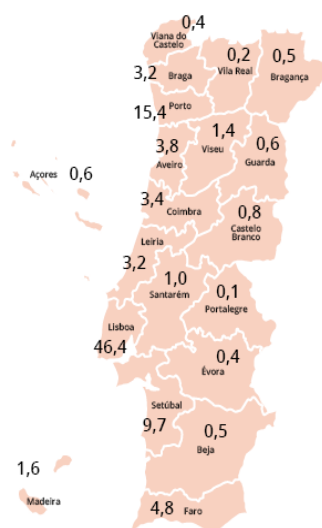 0,4
Viana do
Castelo
0,2
Vila Real
0,5
Bragança
3,2
Braga
15,4
Porto
1,4
Viseu
3,8
Aveiro
0,6
Guarda
Açores
0,6
3,4
Coimbra
0,8
Castelo
Branco
Leiria
3,2
1,0
Santarém
0,1
Portalegre
Lisboa
46,4
0,4
Évora
Setúbal
9,7
0,5
Beja
1,6
Madeira
4,8
Faro